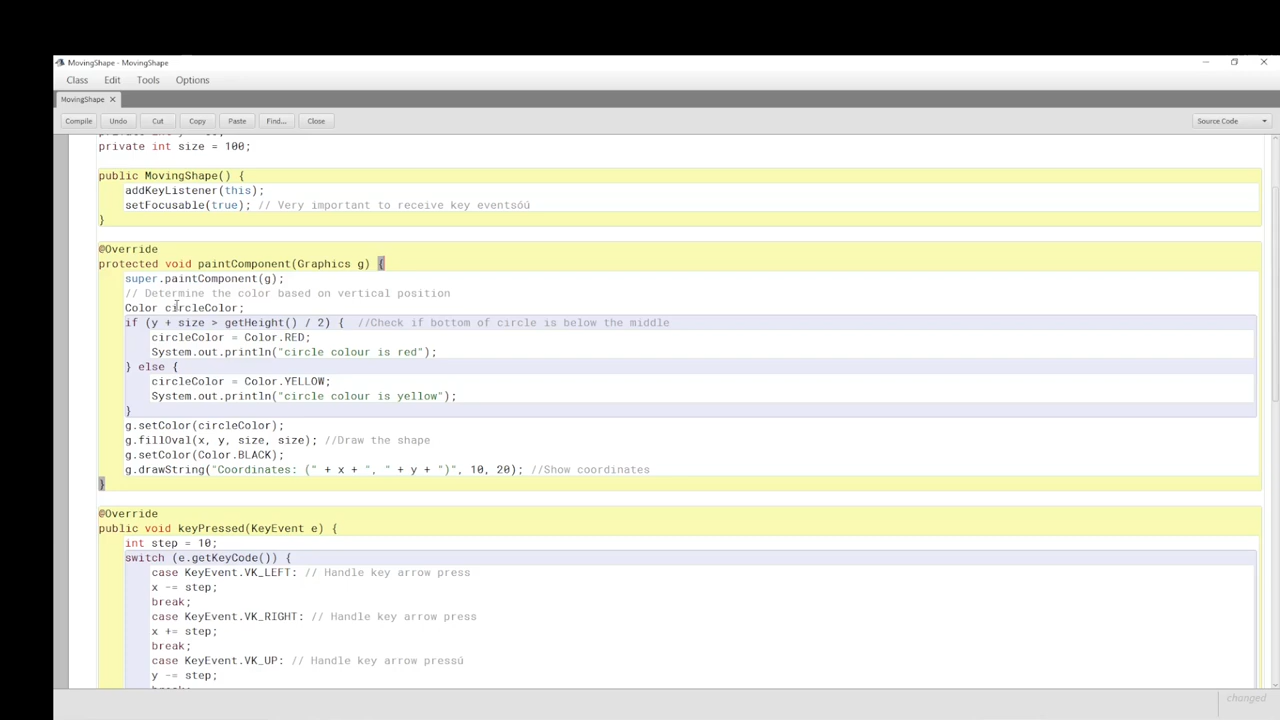 MovingShape - MovingShape
Class Edit Tools Options
MovingShape
Compile Undo Cut Copy Paste Find... Close Source Code
private int size = 100;
public MovingShape() {
addKeyListener(this);
setFocusable(true); // Very important to receive key eventsóú
}
@Override
protected void paintComponent(Graphics g) {
super.paintComponent(g);
// Determine the color based on vertical position
Color circleColor;
if (y + size > getHeight() / 2) { //Check if bottom of circle is below the middle
circleColor = Color.RED;
System.out.println("circle colour is red");
} else {
circleColor = Color.YELLOW;
System.out.println("circle colour is yellow");
}
g.setColor(circleColor);
g.fillOval(x, y, size, size); //Draw the shape
g.setColor(Color.BLACK);
g.drawString("Coordinates: (" + x + ", " + y + ")", 10, 20); //Show coordinates
}
@Override
public void keyPressed(KeyEvent e) {
int step = 10;
switch (e.getKeyCode()) {
case KeyEvent.VK_LEFT: // Handle key arrow press
x -= step;
break;
case KeyEvent.VK_RIGHT: // Handle key arrow press
x += step;
break;
case KeyEvent.VK_UP: // Handle key arrow pressú
y -= step;
changed